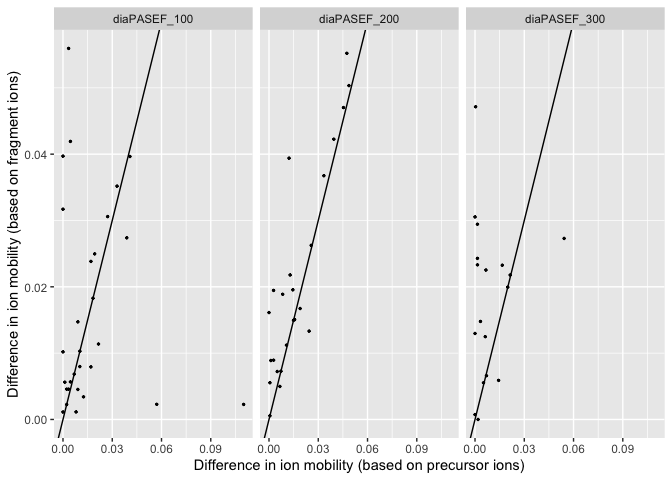 diaPASEF_100 diaPASEF_200 diaPASEF_300
Difference in ion mobility (based on fragment ions)
0.04
0.02
0.00
0.00 0.03 0.06 0.09 0.00 0.03 0.06 0.09 0.00 0.03 0.06 0.09
Difference in ion mobility (based on precursor ions)